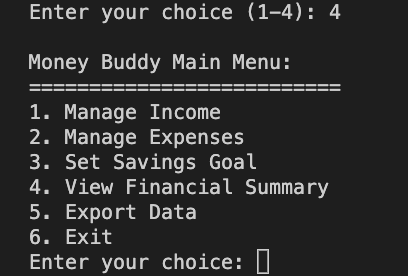 Enter your choice (1-4): 4
Money Buddy Main Menu:
==========================
1. Manage Income
2. Manage Expenses
3. Set Savings Goal
4. View Financial Summary
5. Export Data
6. Exit
Enter your choice: